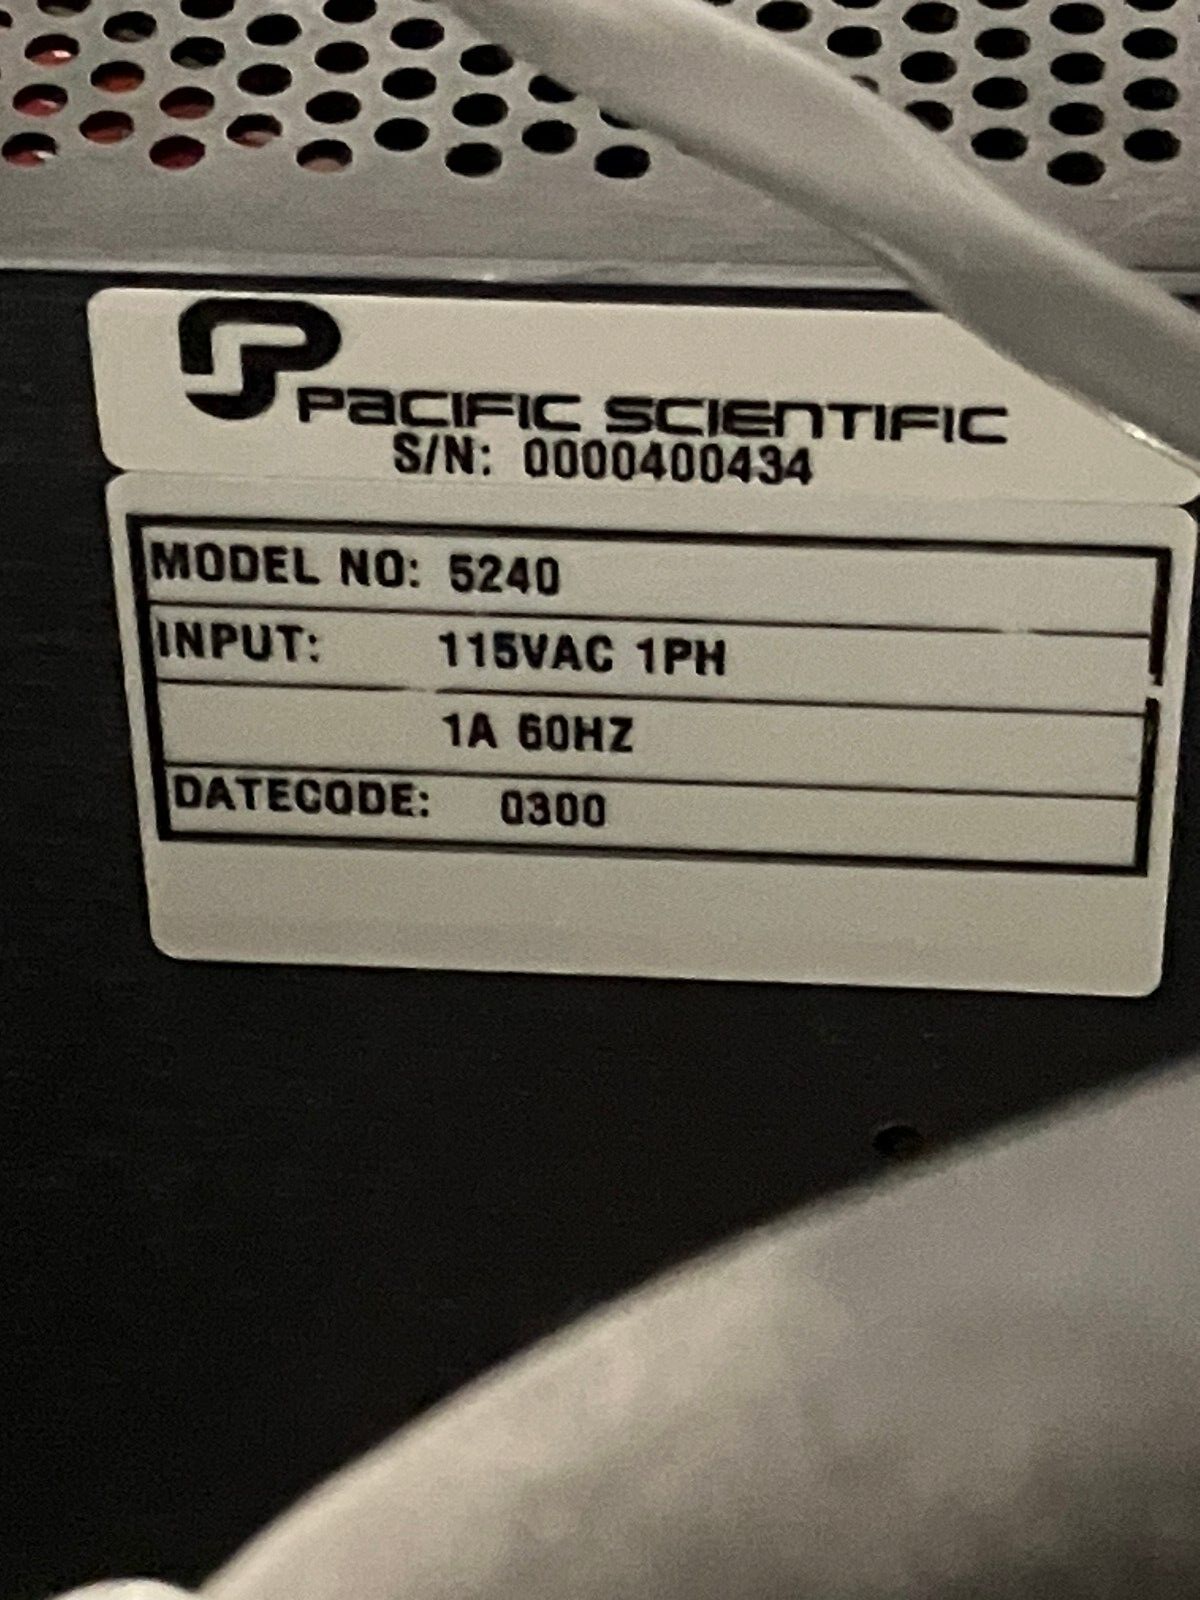 PACIFIC SCIENTIFIC
S/N: 0000400434
MODEL NO: 5240
INPUT: 115VAC 1PH
1A 60HZ
DATECODE: 0300